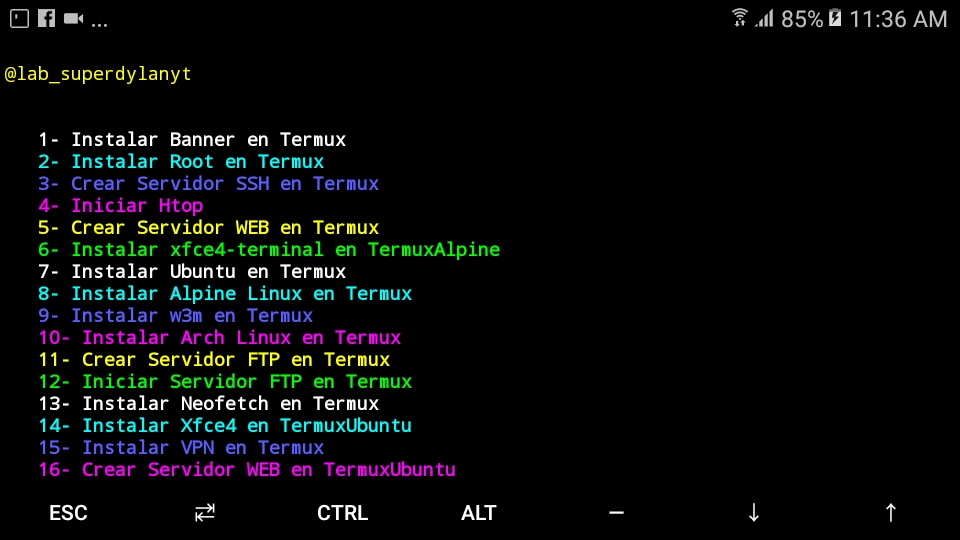 ... 85% 11:36 AM
@lab_superdylanyt
1- Instalar Banner en Termux
2- Instalar Root en Termux
3- Crear Servidor SSH en Termux
4- Iniciar Htop
5- Crear Servidor WEB en Termux
6- Instalar xfce4-terminal en TermuxAlpine
7- Instalar Ubuntu en Termux
8- Instalar Alpine Linux en Termux
9- Instalar w3m en Termux
10- Instalar Arch Linux en Termux
11- Crear Servidor FTP en Termux
12- Iniciar Servidor FTP en Termux
13- Instalar Neofetch en Termux
14- Instalar Xfce4 en TermuxUbuntu
15- Instalar VPN en Termux
16- Crear Servidor WEB en TermuxUbuntu
ESC ⇄ CTRL ALT — ↓ ↑